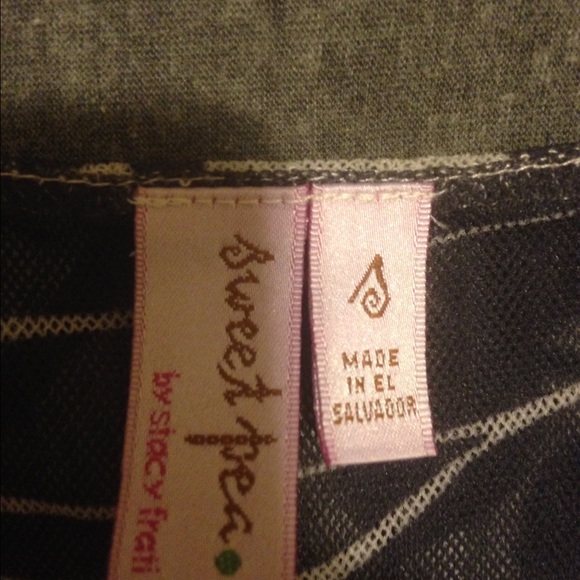 sweet pea.
by stacy frati
MADE
IN EL
SALVADOR